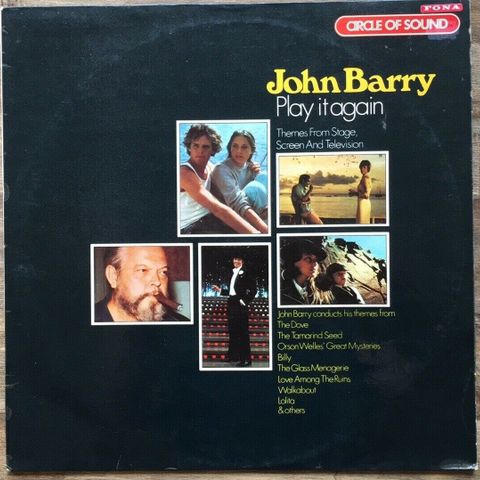 FONA
CIRCLE OF SOUND
John Barry
Play it again
Themes From Stage,
Screen And Television
John Barry conducts his themes from
The Dove
The Tamarind Seed
Orson Welles' Great Mysteries
Billy
The Glass Menagerie
Love Among The Ruins
Walkabout
Lolita
& others